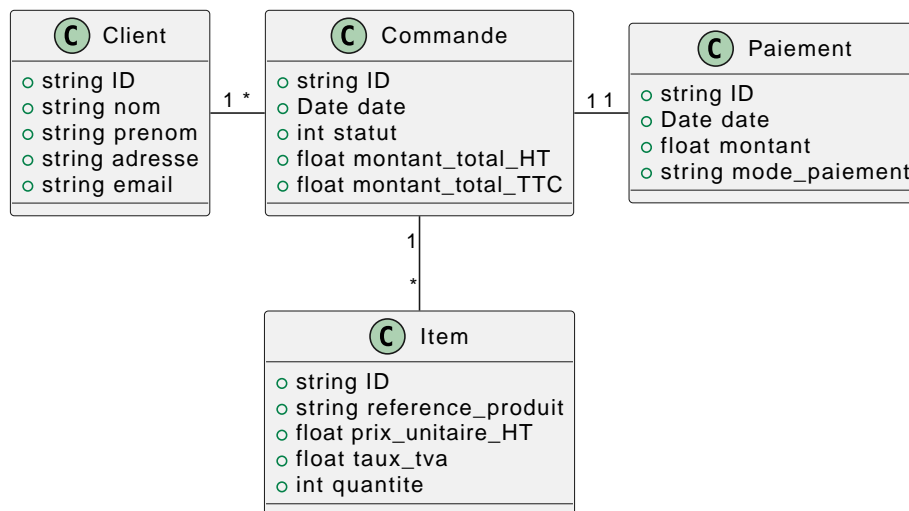 C Client
string ID
string nom
string prenom
string adresse
string email
1 *
C Commande
string ID
Date date
int statut
float montant_total_HT
float montant_total_TTC
1 1
C Paiement
string ID
Date date
float montant
string mode_paiement
1
*
C Item
string ID
string reference_produit
float prix_unitaire_HT
float taux_tva
int quantite